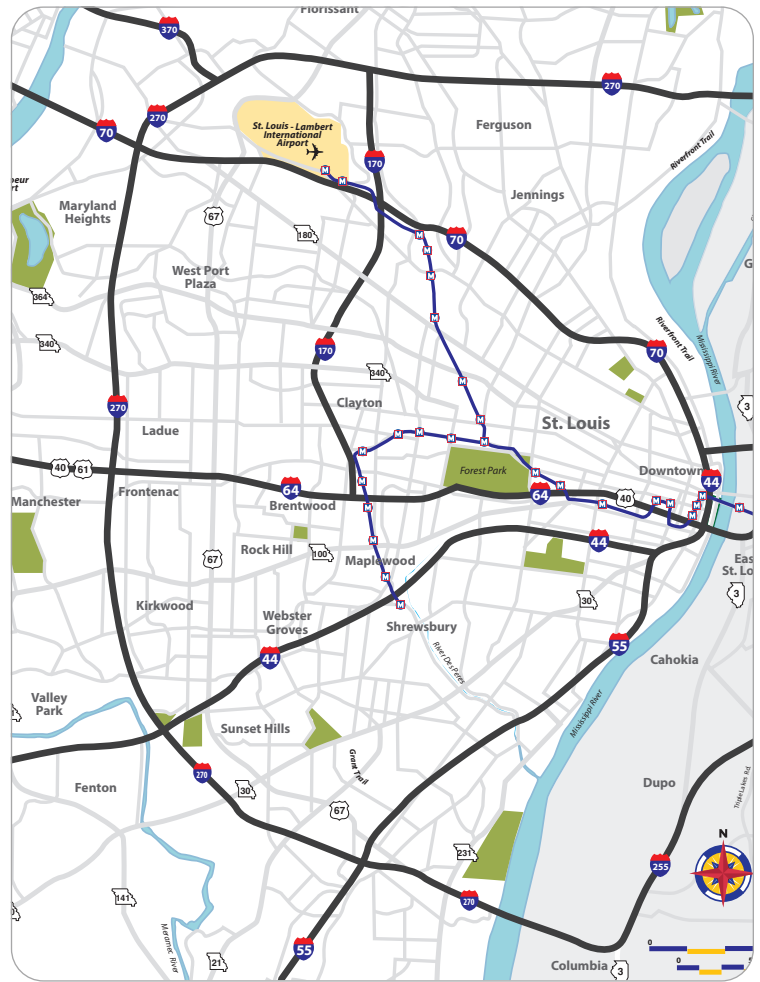 Florissant
370
270
270
70
St. Louis - Lambert
International
Airport
Ferguson
170
Riverfront Trail
Jennings
Maryland
Heights
67
180
70
West Port
Plaza
364
340
170
Riverfront Trail
70
Mississippi River
340
Clayton
3
270
Ladue
St. Louis
40
61
Forest Park
Downtown
44
Manchester
Frontenac
64
64
40
Brentwood
Rock Hill
100
Maplewood
44
67
East
St. Lo
3
Kirkwood
30
Webster
Groves
Shrewsbury
44
River Des Peres
55
Cahokia
Valley
Park
Mississippi River
Sunset Hills
Grant Trail
270
Fenton
30
67
Dupo
Triple Lakes Rd.
N
231
255
141
270
Meramec River
55
21
Columbia
3
0
5
0